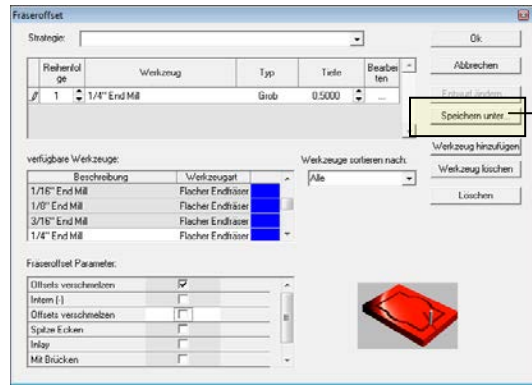 Fräseroffset
Strategie:
Ok
Abbrechen
Entwurf ändern...
Speichern unter...
Werkzeug hinzufügen
Werkzeug löschen
Löschen
Reihenfolge Werkzeug Typ Tiefe Bearbeiten
1 1/4" End Mill Grob 0.5000 ...
verfügbare Werkzeuge:
Werkzeuge sortieren nach:
Alle
Beschreibung Werkzeugart
1/16" End Mill Flacher Endfräser
1/8" End Mill Flacher Endfräser
3/16" End Mill Flacher Endfräser
1/4" End Mill Flacher Endfräser
Fräseroffset Parameter:
Offsets verschmelzen
Intern (-)
Offsets verschmelzen
Spitze Ecken
Inlay
Mit Brücken